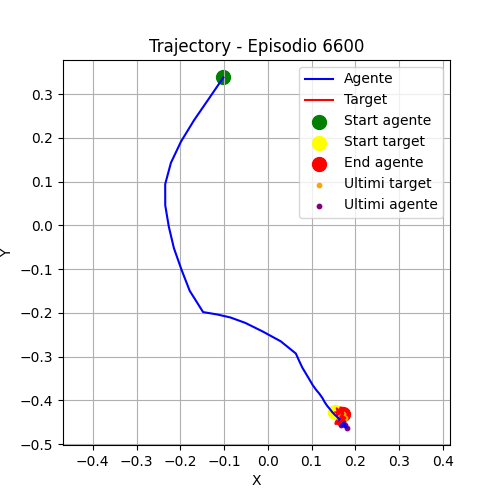 Trajectory - Episodio 6600
Agente
Target
Start agente
Start target
End agente
Ultimi target
Ultimi agente
Y
0.3
0.2
0.1
0.0
−0.1
−0.2
−0.3
−0.4
−0.5
−0.4 −0.3 −0.2 −0.1 0.0 0.1 0.2 0.3 0.4
X